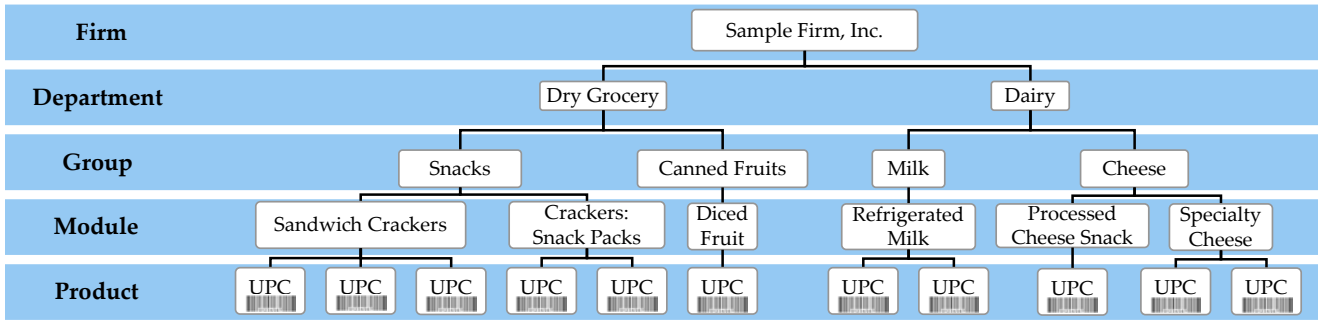 Firm
Sample Firm, Inc.
Department
Dry Grocery
Dairy
Group
Snacks
Canned Fruits
Milk
Cheese
Module
Sandwich Crackers
Crackers:
Snack Packs
Diced
Fruit
Refrigerated
Milk
Processed
Cheese Snack
Specialty
Cheese
Product
UPC
UPC
UPC
UPC
UPC
UPC
UPC
UPC
UPC
UPC
UPC